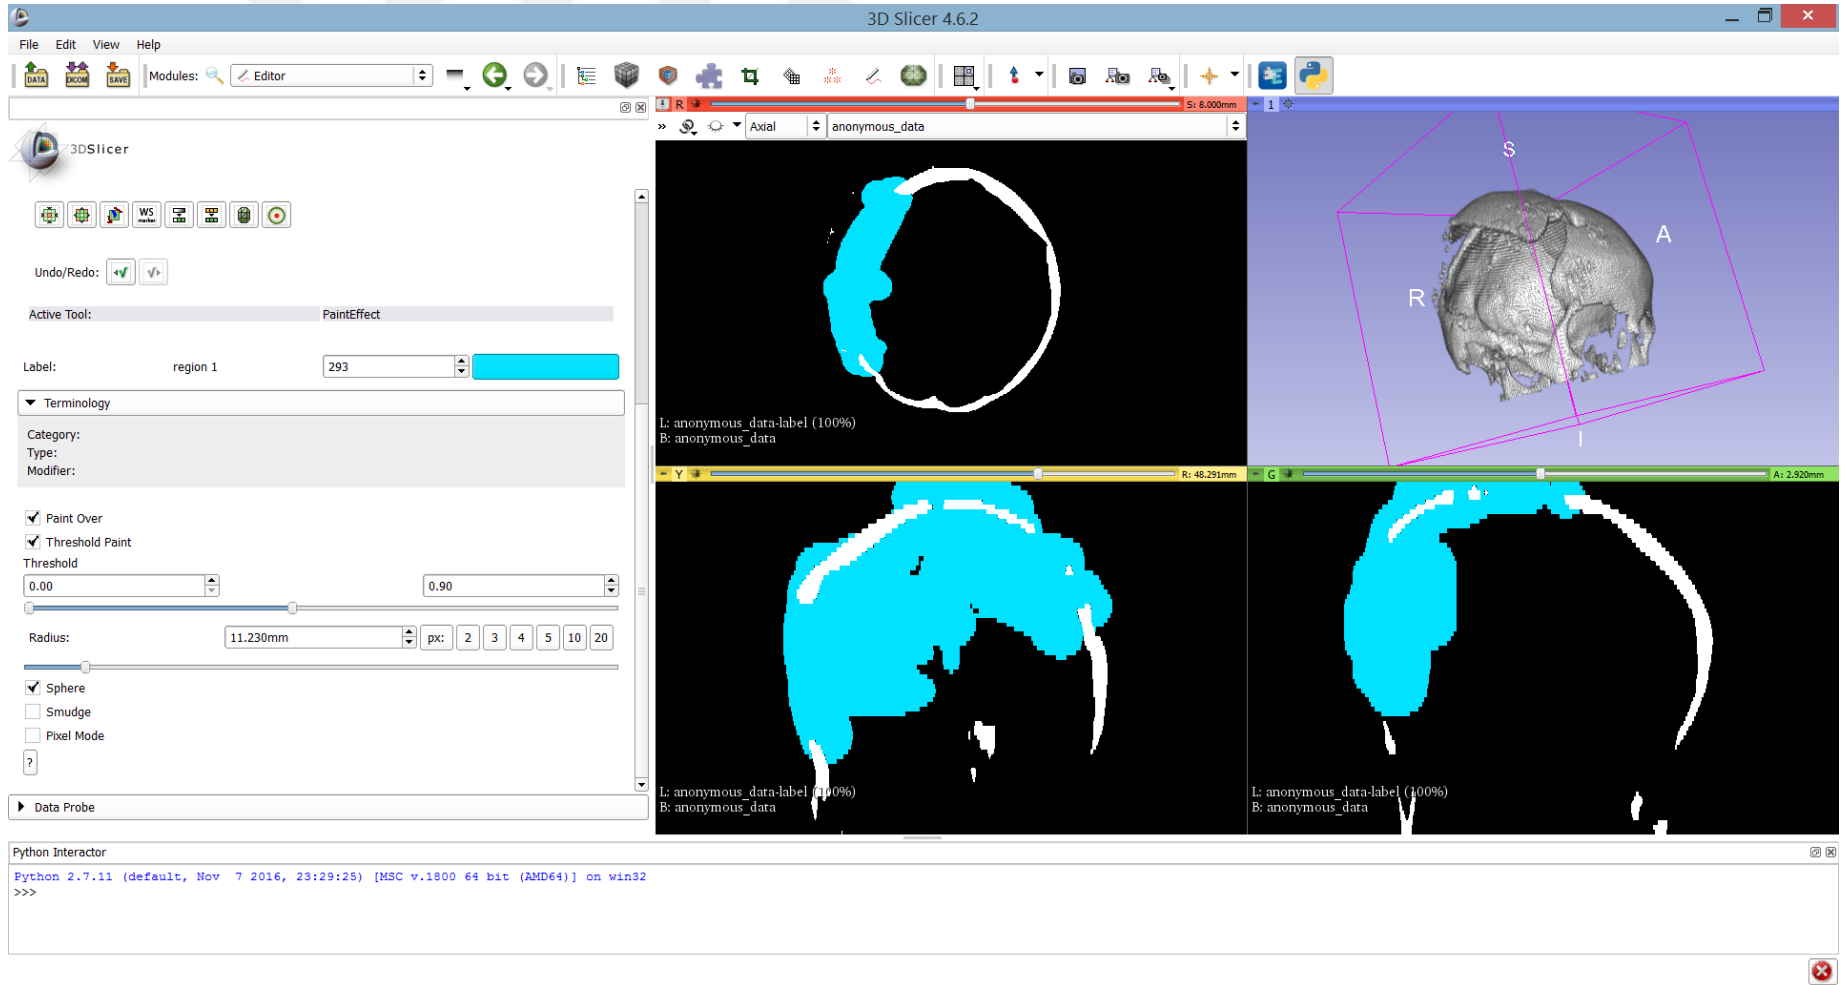 3D Slicer 4.6.2
File Edit View Help
DATA DICOM SAVE Modules: Editor
R S: 8.000mm 1
Axial anonymous_data
3DSlicer
S
A
R
I
WS marker
Undo/Redo:
Active Tool: PaintEffect
Label: region 1 293
Terminology
Category:
Type:
Modifier:
L: anonymous_data-label (100%)
B: anonymous_data
Y R: 48.291mm G A: 2.920mm
Paint Over
Threshold Paint
Threshold
0.00 0.90
Radius: 11.230mm px: 2 3 4 5 10 20
Sphere
Smudge
Pixel Mode
?
L: anonymous_data-label (100%)
B: anonymous_data
L: anonymous_data-label (100%)
B: anonymous_data
Data Probe
Python Interactor
Python 2.7.11 (default, Nov  7 2016, 23:29:25) [MSC v.1800 64 bit (AMD64)] on win32
>>>